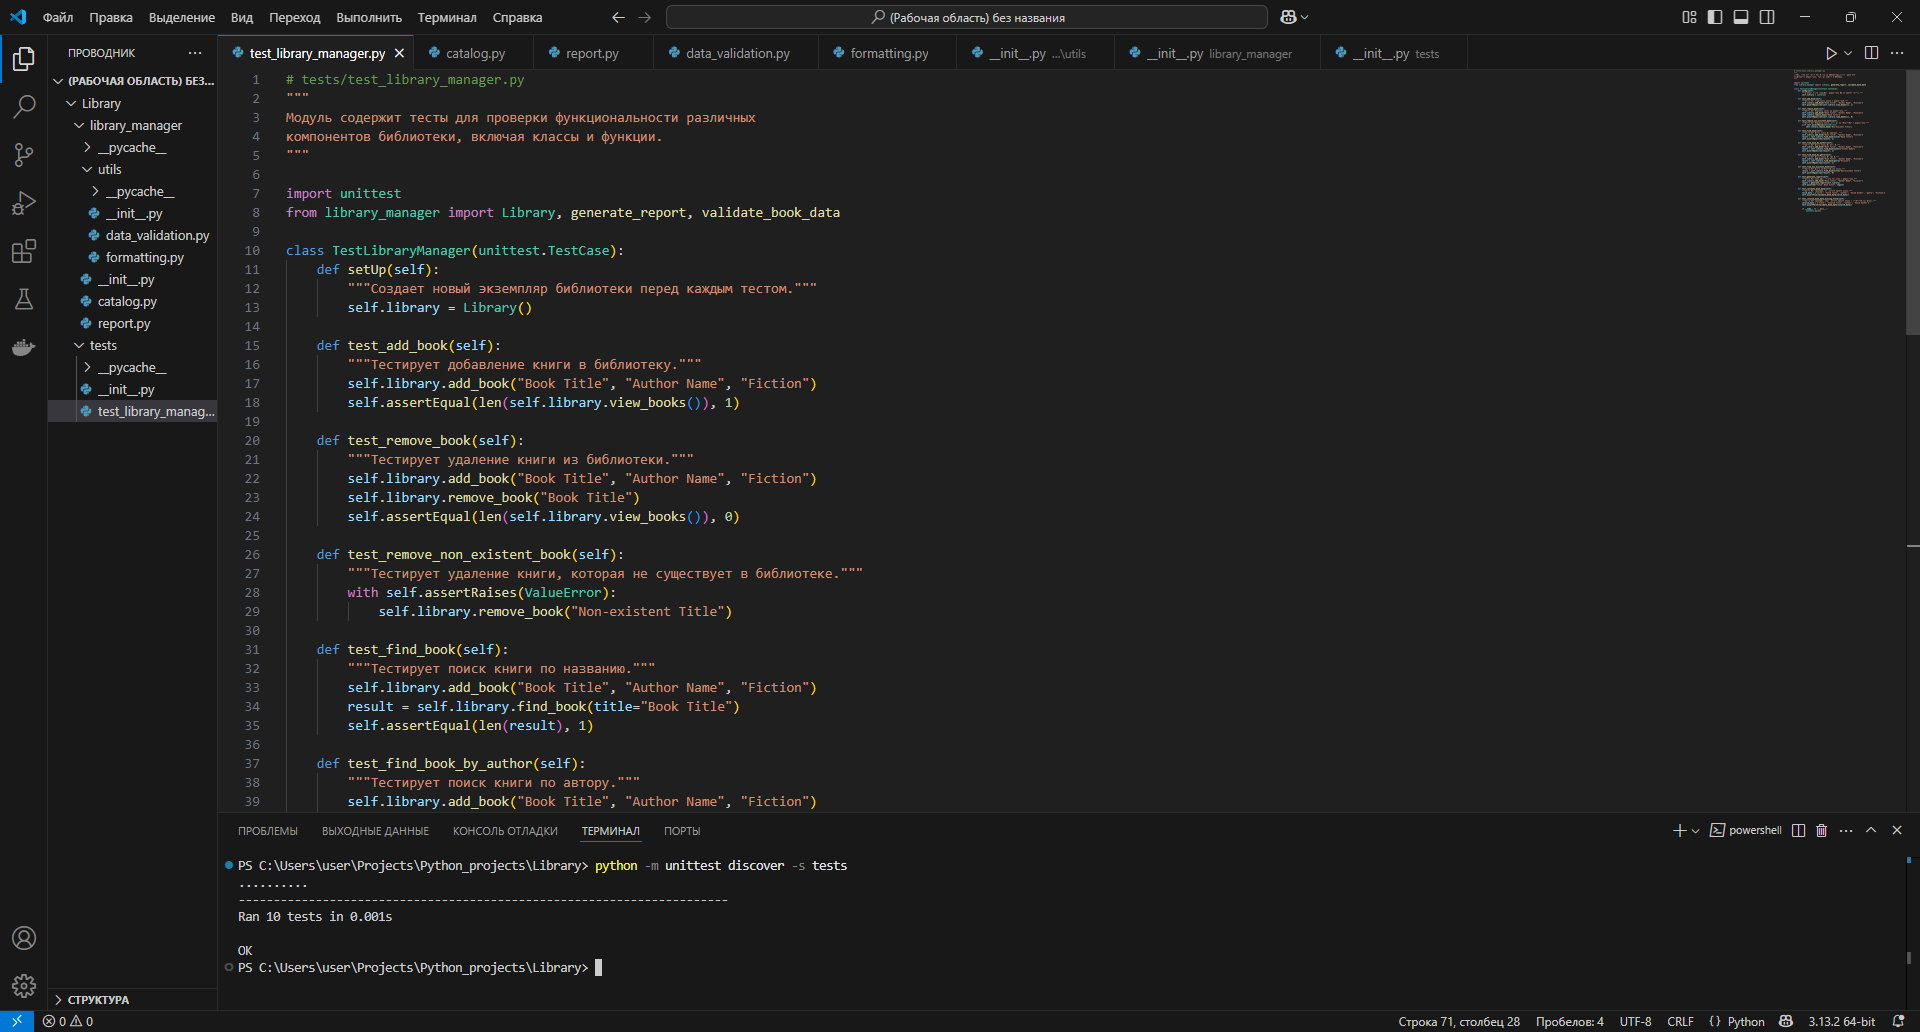 Файл Правка Выделение Вид Переход Выполнить Терминал Справка
(Рабочая область) без названия
ПРОВОДНИК
(РАБОЧАЯ ОБЛАСТЬ) БЕЗ...
Library
library_manager
__pycache__
utils
__pycache__
__init__.py
data_validation.py
formatting.py
__init__.py
catalog.py
report.py
tests
__pycache__
__init__.py
test_library_manag...
СТРУКТУРА
test_library_manager.py catalog.py report.py data_validation.py formatting.py __init__.py ...\utils __init__.py library_manager __init__.py tests
1 # tests/test_library_manager.py
2 """
3 Модуль содержит тесты для проверки функциональности различных
4 компонентов библиотеки, включая классы и функции.
5 """
6
7 import unittest
8 from library_manager import Library, generate_report, validate_book_data
9
10 class TestLibraryManager(unittest.TestCase):
11 def setUp(self):
12 """Создает новый экземпляр библиотеки перед каждым тестом."""
13 self.library = Library()
14
15 def test_add_book(self):
16 """Тестирует добавление книги в библиотеку."""
17 self.library.add_book("Book Title", "Author Name", "Fiction")
18 self.assertEqual(len(self.library.view_books()), 1)
19
20 def test_remove_book(self):
21 """Тестирует удаление книги из библиотеки."""
22 self.library.add_book("Book Title", "Author Name", "Fiction")
23 self.library.remove_book("Book Title")
24 self.assertEqual(len(self.library.view_books()), 0)
25
26 def test_remove_non_existent_book(self):
27 """Тестирует удаление книги, которая не существует в библиотеке."""
28 with self.assertRaises(ValueError):
29 self.library.remove_book("Non-existent Title")
30
31 def test_find_book(self):
32 """Тестирует поиск книги по названию."""
33 self.library.add_book("Book Title", "Author Name", "Fiction")
34 result = self.library.find_book(title="Book Title")
35 self.assertEqual(len(result), 1)
36
37 def test_find_book_by_author(self):
38 """Тестирует поиск книги по автору."""
39 self.library.add_book("Book Title", "Author Name", "Fiction")
ПРОБЛЕМЫ ВЫХОДНЫЕ ДАННЫЕ КОНСОЛЬ ОТЛАДКИ ТЕРМИНАЛ ПОРТЫ
powershell
PS C:\Users\user\Projects\Python_projects\Library> python -m unittest discover -s tests
..........
----------------------------------------------------------------------
Ran 10 tests in 0.001s
OK
PS C:\Users\user\Projects\Python_projects\Library>
0 0
Строка 71, столбец 28 Пробелов: 4 UTF-8 CRLF {} Python 3.13.2 64-bit